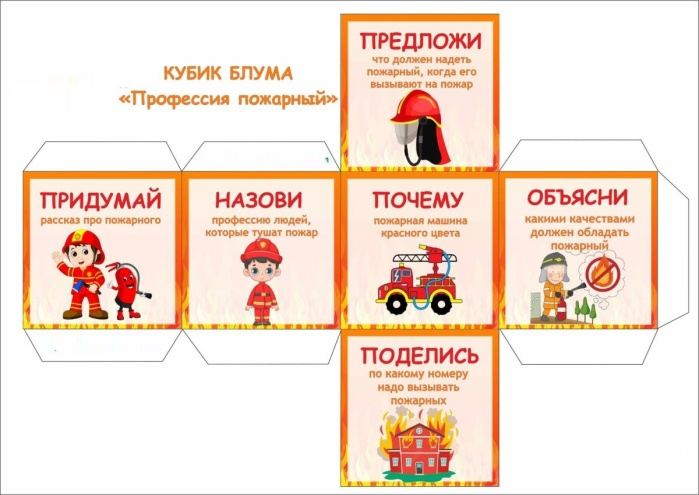 КУБИК БЛУМА
«Профессия пожарный»
ПРЕДЛОЖИ
что должен надеть
пожарный, когда его
вызывают на пожар
ПРИДУМАЙ
рассказ про пожарного
НАЗОВИ
профессию людей,
которые тушат пожар
ПОЧЕМУ
пожарная машина
красного цвета
ОБЪЯСНИ
какими качествами
должен обладать
пожарный
ПОДЕЛИСЬ
по какому номеру
надо вызывать
пожарных